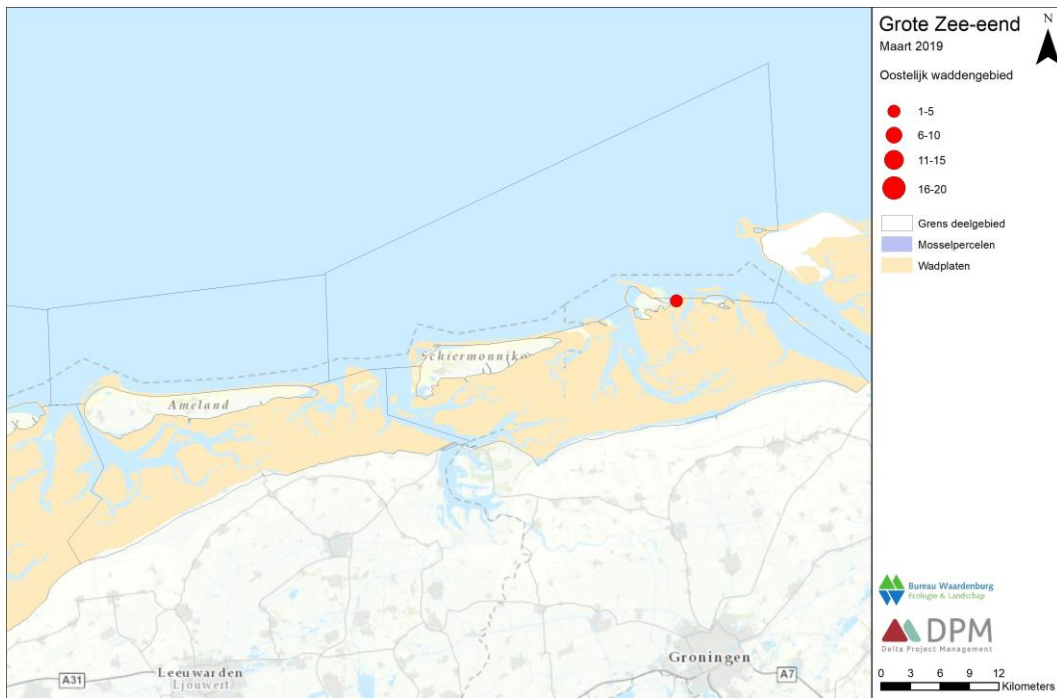 Grote Zee-eend
N
Maart 2019
Oostelijk waddengebied
1-5
6-10
11-15
16-20
Grens deelgebied
Mosselpercelen
Wadplaten
Schiermonniko
Ameland
Bureau Waardenburg
Ecologie & Landschap
DPM
Delta Project Management
Groningen
Leeuwarden
Ljouwert
A31
A7
0 3 6 9 12
Kilometers